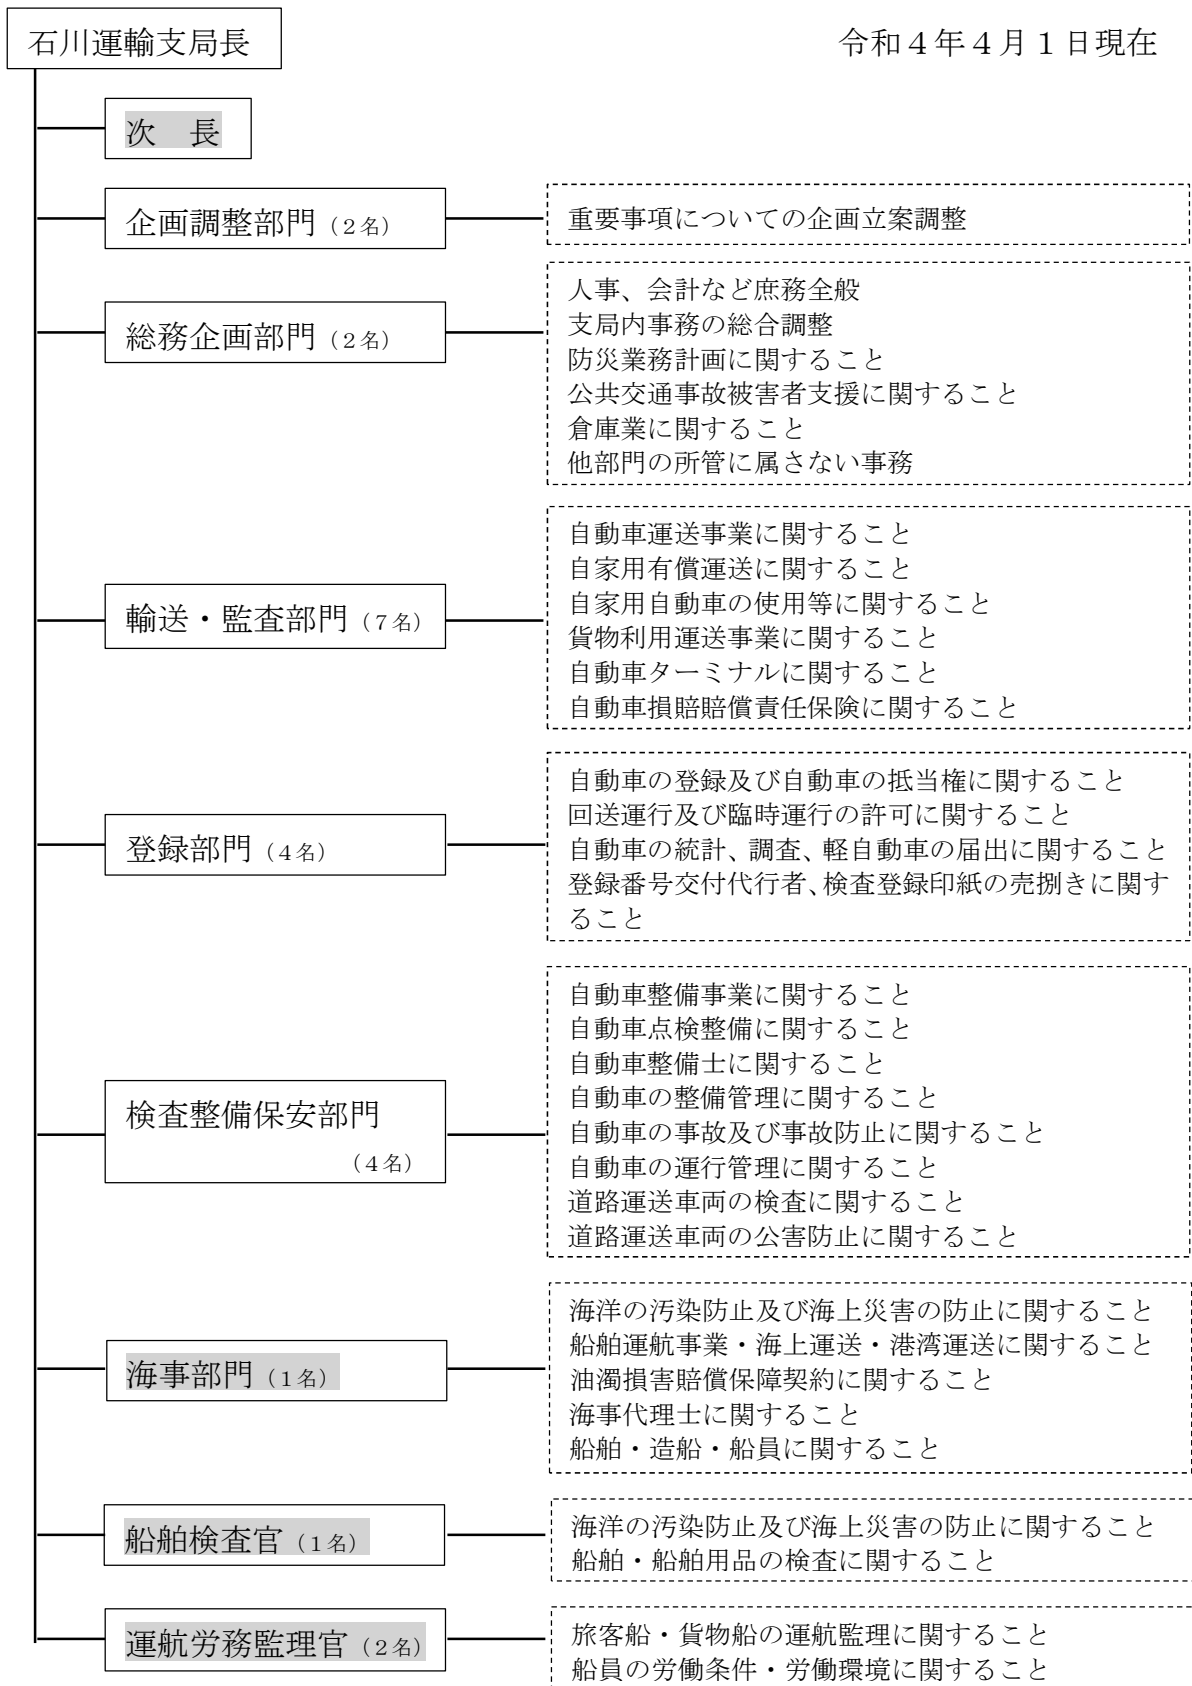 石川運輸支局長
令和４年４月１日現在
次　長
企画調整部門（２名）
重要事項についての企画立案調整
総務企画部門（２名）
人事、会計など庶務全般
支局内事務の総合調整
防災業務計画に関すること
公共交通事故被害者支援に関すること
倉庫業に関すること
他部門の所管に属さない事務
輸送・監査部門（７名）
自動車運送事業に関すること
自家用有償運送に関すること
自家用自動車の使用等に関すること
貨物利用運送事業に関すること
自動車ターミナルに関すること
自動車損賠賠償責任保険に関すること
登録部門（４名）
自動車の登録及び自動車の抵当権に関すること
回送運行及び臨時運行の許可に関すること
自動車の統計、調査、軽自動車の届出に関すること
登録番号交付代行者、検査登録印紙の売捌きに関す
ること
検査整備保安部門
（４名）
自動車整備事業に関すること
自動車点検整備に関すること
自動車整備士に関すること
自動車の整備管理に関すること
自動車の事故及び事故防止に関すること
自動車の運行管理に関すること
道路運送車両の検査に関すること
道路運送車両の公害防止に関すること
海事部門（１名）
海洋の汚染防止及び海上災害の防止に関すること
船舶運航事業・海上運送・港湾運送に関すること
油濁損害賠償保障契約に関すること
海事代理士に関すること
船舶・造船・船員に関すること
船舶検査官（１名）
海洋の汚染防止及び海上災害の防止に関すること
船舶・船舶用品の検査に関すること
運航労務監理官（２名）
旅客船・貨物船の運航監理に関すること
船員の労働条件・労働環境に関すること